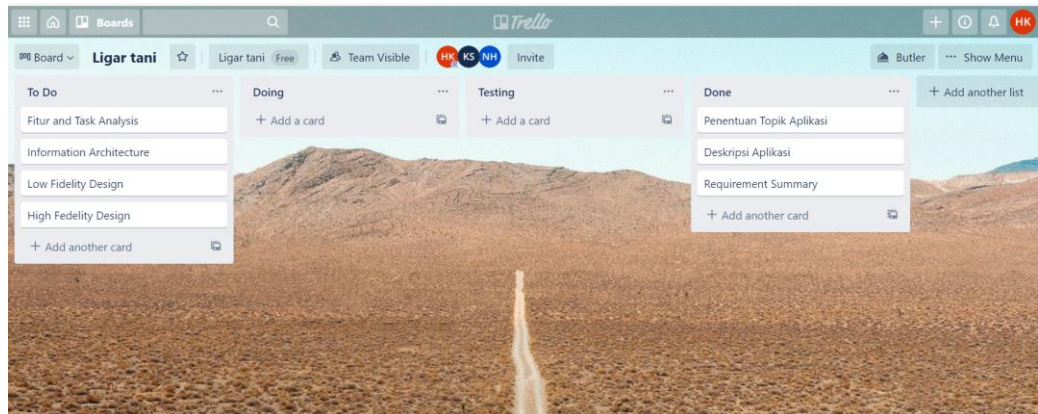 Boards
Trello
HK
Board
Ligar tani
Ligar tani Free
Team Visible
HK KS NH
Invite
Butler
... Show Menu
To Do ...
Fitur and Task Analysis
Information Architecture
Low Fidelity Design
High Fedelity Design
+ Add another card
Doing ...
+ Add a card
Testing ...
+ Add a card
Done ...
Penentuan Topik Aplikasi
Deskripsi Aplikasi
Requirement Summary
+ Add another card
+ Add another list